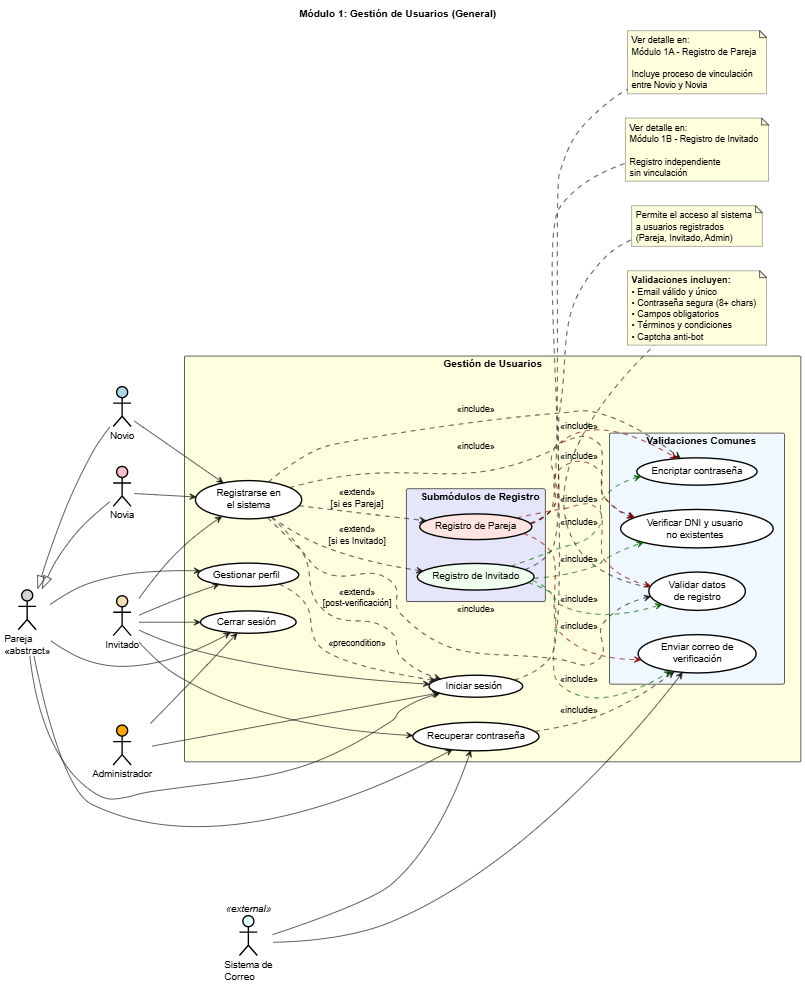 Módulo 1: Gestión de Usuarios (General)
Ver detalle en:
Módulo 1A - Registro de Pareja
Incluye proceso de vinculación
entre Novio y Novia
Ver detalle en:
Módulo 1B - Registro de Invitado
Registro independiente
sin vinculación
Permite el acceso al sistema
a usuarios registrados
(Pareja, Invitado, Admin)
Validaciones incluyen:
• Email válido y único
• Contraseña segura (8+ chars)
• Campos obligatorios
• Términos y condiciones
• Captcha anti-bot
Gestión de Usuarios
Novio
Novia
Pareja
«abstract»
Invitado
Administrador
«external»
Sistema de
Correo
Registrarse en
el sistema
Gestionar perfil
Cerrar sesión
«include»
«include»
«extend»
[si es Pareja]
«extend»
[si es Invitado]
«extend»
[post-verificación]
«precondition»
«include»
Submódulos de Registro
Registro de Pareja
Registro de Invitado
Iniciar sesión
Recuperar contraseña
«include»
«include»
«include»
«include»
«include»
«include»
«include»
«include»
«include»
Validaciones Comunes
Encriptar contraseña
Verificar DNI y usuario
no existentes
Validar datos
de registro
Enviar correo de
verificación